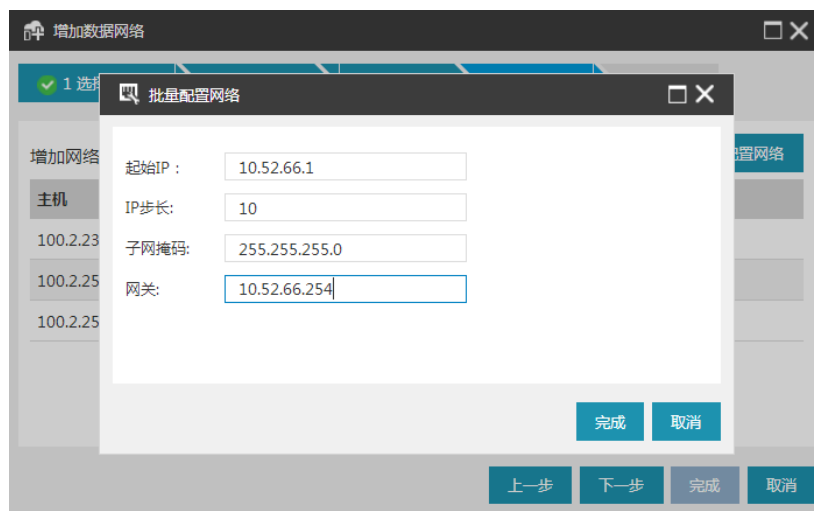 增加数据网络
1 选择
批量配置网络
增加网络
配置网络
主机
100.2.23
100.2.25
100.2.25
起始IP：
10.52.66.1
IP步长:
10
子网掩码:
255.255.255.0
网关:
10.52.66.254
完成
取消
上一步
下一步
完成
取消